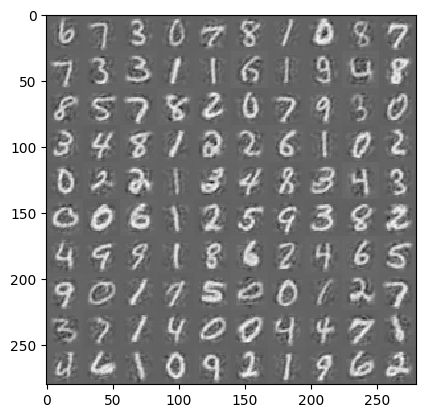 0
50
100
150
200
250
6 7 3 0 7 8 1 0 8 7
7 3 3 1 1 6 1 9 4 8
8 5 7 8 2 0 7 9 3 0
3 4 8 1 2 2 6 1 0 2
0 2 2 1 3 4 8 3 4 3
0 0 6 1 2 5 9 3 8 2
4 9 9 1 8 6 2 4 6 5
9 0 1 9 5 0 0 1 2 7
3 7 1 4 0 0 4 4 7 1
4 6 1 0 9 2 1 9 6 2
0 50 100 150 200 250